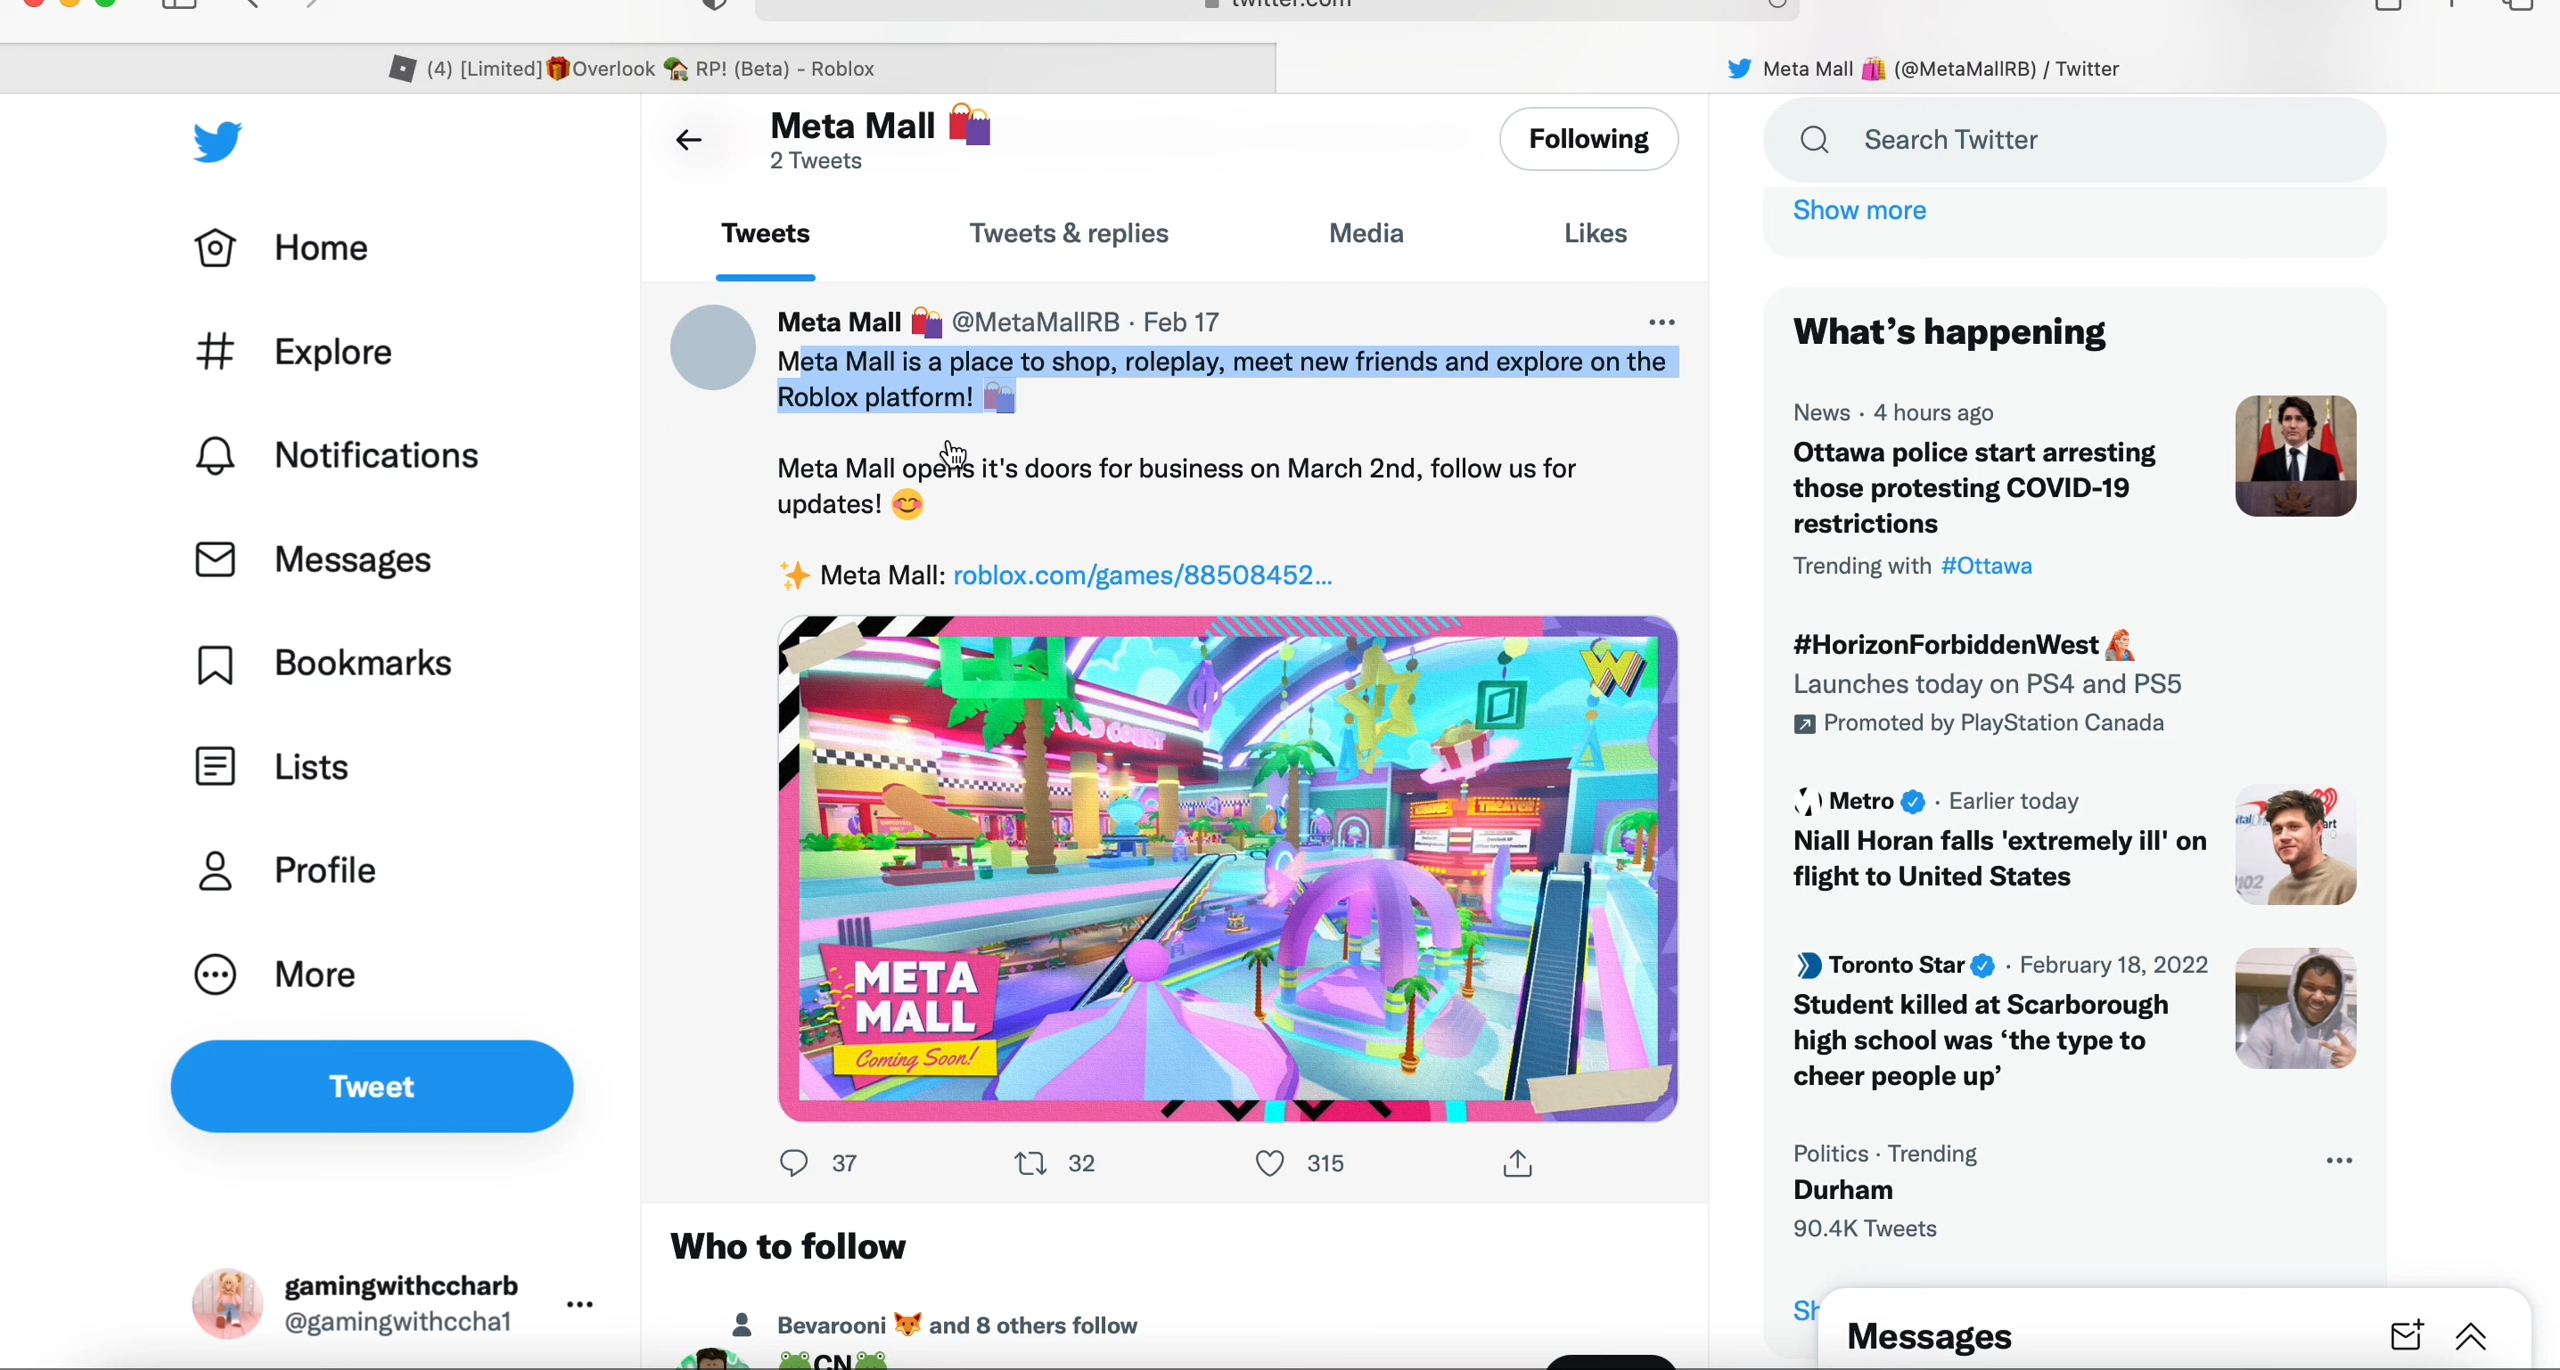 twitter.com
(4) [Limited]🎁Overlook 🏡 RP! (Beta) - Roblox
Meta Mall 🛍️ (@MetaMallRB) / Twitter
Meta Mall 🛍️
2 Tweets
Following
Search Twitter
Show more
Home
Explore
Notifications
Messages
Bookmarks
Lists
Profile
More
Tweet
gamingwithccharb
@gamingwithccha1
Tweets
Tweets & replies
Media
Likes
Meta Mall 🛍️ @MetaMallRB · Feb 17
Meta Mall is a place to shop, roleplay, meet new friends and explore on the
Roblox platform! 🛍️
Meta Mall opens it's doors for business on March 2nd, follow us for
updates! 😊
✨ Meta Mall: roblox.com/games/88508452...
FOOD COURT
THEATER
META
MALL
Coming Soon!
37
32
315
Who to follow
Bevarooni 🦊 and 8 others follow
🐸CN🐸
What's happening
News · 4 hours ago
Ottawa police start arresting
those protesting COVID-19
restrictions
Trending with #Ottawa
#HorizonForbiddenWest
Launches today on PS4 and PS5
Promoted by PlayStation Canada
Metro · Earlier today
Niall Horan falls 'extremely ill' on
flight to United States
Toronto Star · February 18, 2022
Student killed at Scarborough
high school was ‘the type to
cheer people up’
Politics · Trending
Durham
90.4K Tweets
Messages